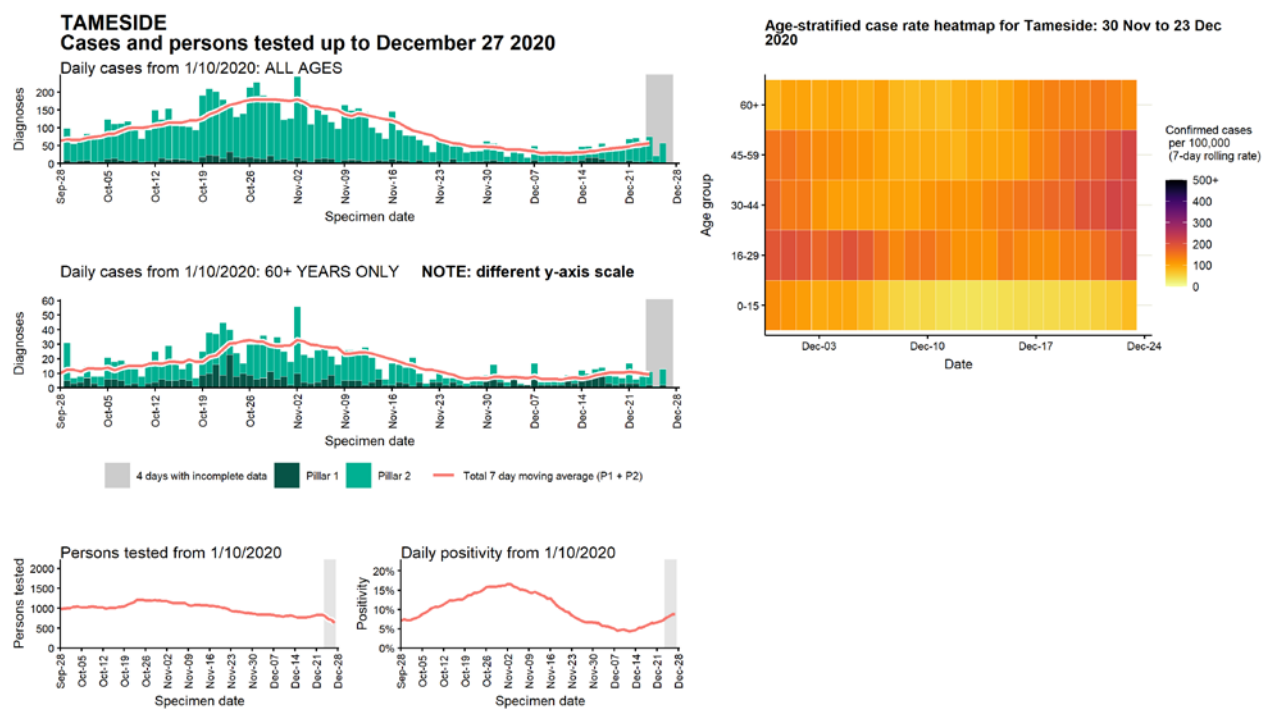 TAMESIDE
Cases and persons tested up to December 27 2020
Daily cases from 1/10/2020: ALL AGES
Diagnoses
200
150
100
50
0
Sep-28
Oct-05
Oct-12
Oct-19
Oct-26
Nov-02
Nov-09
Nov-16
Nov-23
Nov-30
Dec-07
Dec-14
Dec-21
Dec-28
Specimen date
Daily cases from 1/10/2020: 60+ YEARS ONLY NOTE: different y-axis scale
Diagnoses
60
50
40
30
20
10
0
Sep-28
Oct-05
Oct-12
Oct-19
Oct-26
Nov-02
Nov-09
Nov-16
Nov-23
Nov-30
Dec-07
Dec-14
Dec-21
Dec-28
Specimen date
4 days with incomplete data Pillar 1 Pillar 2 Total 7 day moving average (P1 + P2)
Persons tested from 1/10/2020
Persons tested
2000
1500
1000
500
0
Sep-28
Oct-05
Oct-12
Oct-19
Oct-26
Nov-02
Nov-09
Nov-16
Nov-23
Nov-30
Dec-07
Dec-14
Dec-21
Dec-28
Specimen date
Daily positivity from 1/10/2020
Positivity
20%
15%
10%
5%
0%
Sep-28
Oct-05
Oct-12
Oct-19
Oct-26
Nov-02
Nov-09
Nov-16
Nov-23
Nov-30
Dec-07
Dec-14
Dec-21
Dec-28
Specimen date
Age-stratified case rate heatmap for Tameside: 30 Nov to 23 Dec
2020
Age group
60+
45-59
30-44
16-29
0-15
Dec-03
Dec-10
Dec-17
Dec-24
Date
Confirmed cases
per 100,000
(7-day rolling rate)
500+
400
300
200
100
0